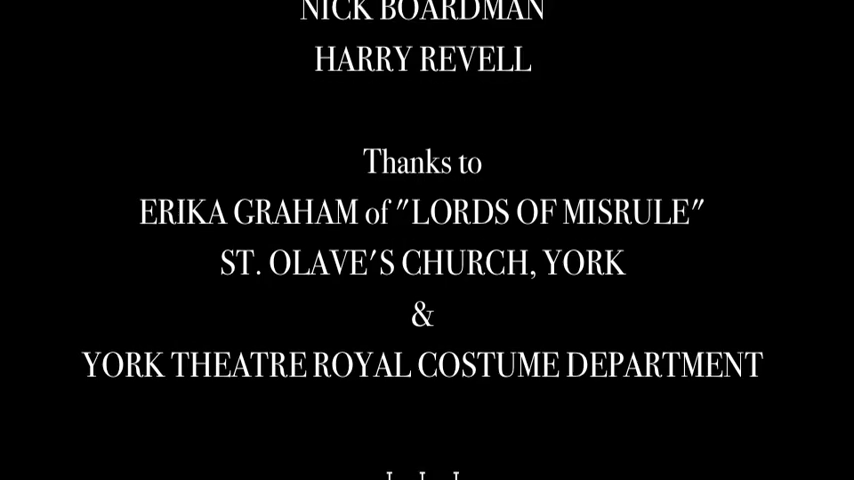 NICK BOARDMAN
HARRY REVELL
Thanks to
ERIKA GRAHAM of "LORDS OF MISRULE"
ST. OLAVE'S CHURCH, YORK
&
YORK THEATRE ROYAL COSTUME DEPARTMENT